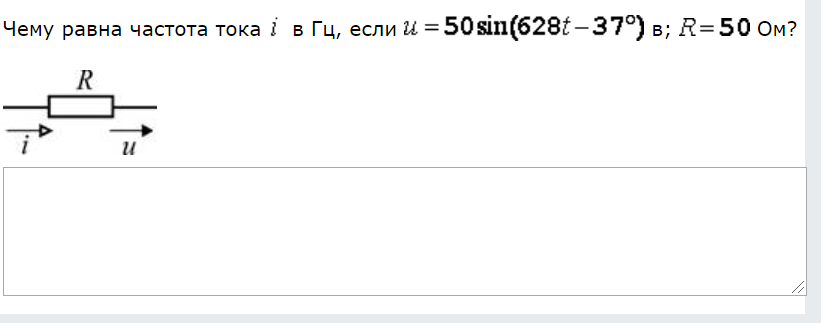 Чему равна частота тока i в Гц, если u = 50sin(628t – 37°) в; R= 50 Ом?
R
i u